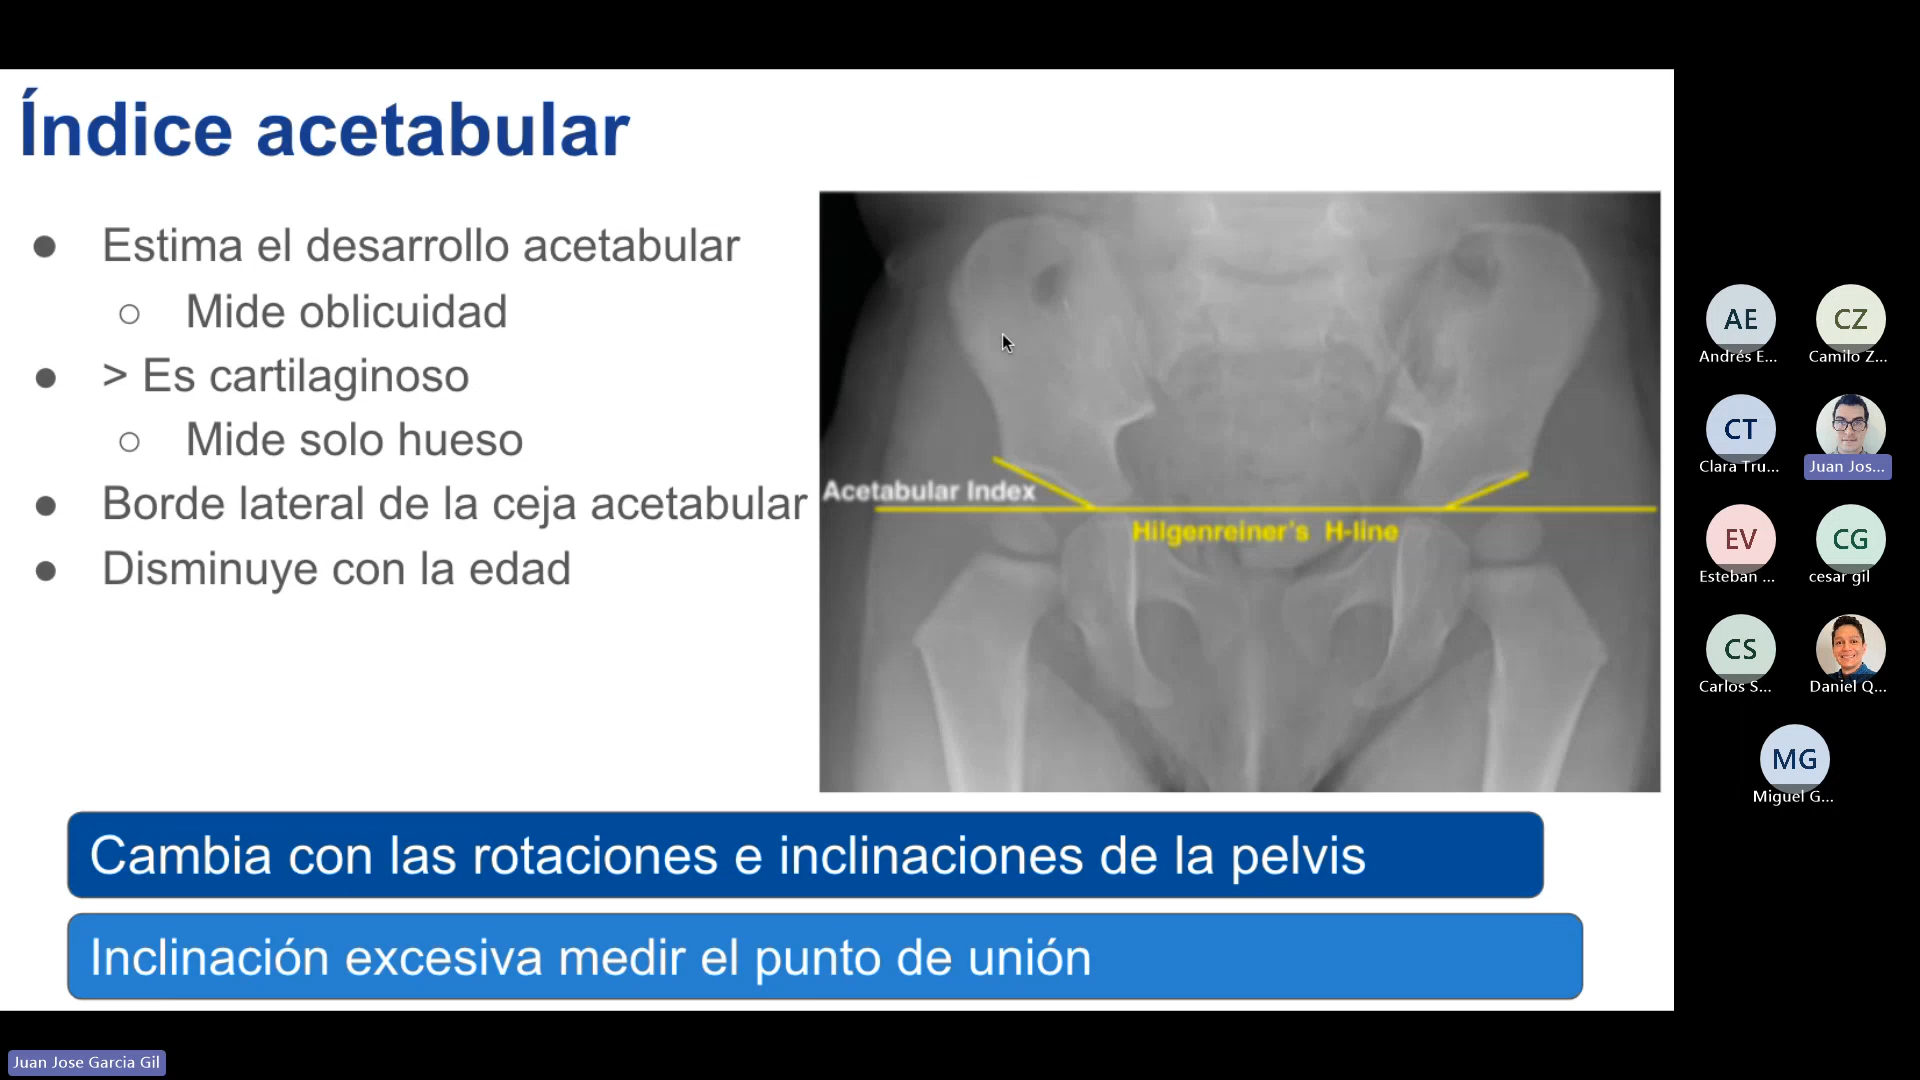 Índice acetabular
● Estima el desarrollo acetabular
○ Mide oblicuidad
● > Es cartilaginoso
○ Mide solo hueso
● Borde lateral de la ceja acetabular
● Disminuye con la edad
Acetabular Index
Hilgenreiner's H-line
Cambia con las rotaciones e inclinaciones de la pelvis
Inclinación excesiva medir el punto de unión
AE
Andrés E...
CZ
Camilo Z...
CT
Clara Tru...
Juan Jos...
EV
Esteban ...
CG
cesar gil
CS
Carlos S...
Daniel Q...
MG
Miguel G...
Juan Jose Garcia Gil